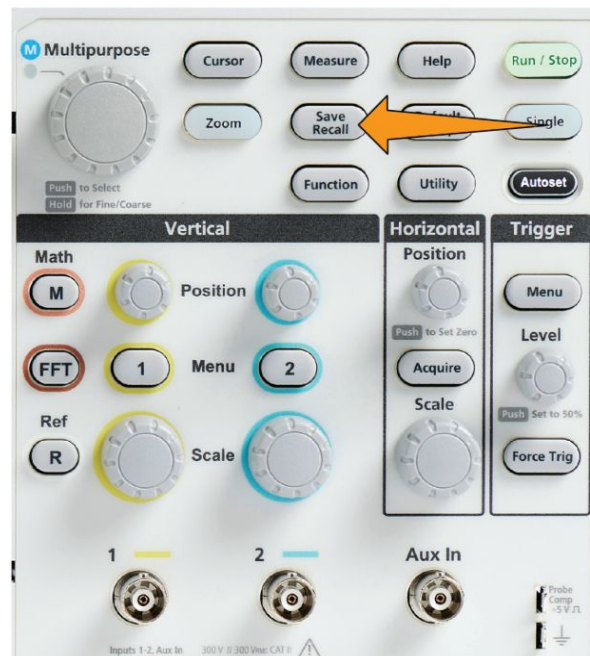 M Multipurpose
Cursor
Measure
Help
Run / Stop
Zoom
Save
Recall
Single
Push to Select
Hold for Fine/Coarse
Function
Utility
Autoset
Vertical
Horizontal
Trigger
Math
M
Position
Position
Push to Set Zero
Menu
Level
FFT
1
Menu
2
Acquire
Push Set to 50%
Ref
R
Scale
Scale
Force Trig
1
2
Aux In
Probe
Comp
Inputs 1-2, Aux In